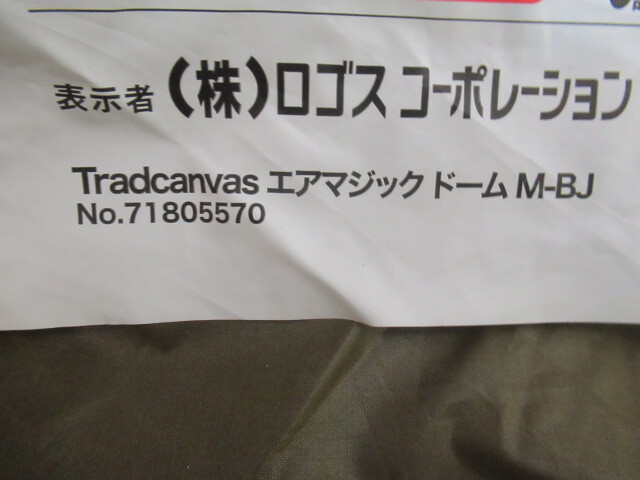 表示者 (株)ロゴス コーポレーション
Tradcanvas エアマジック ドーム M-BJ
No.71805570